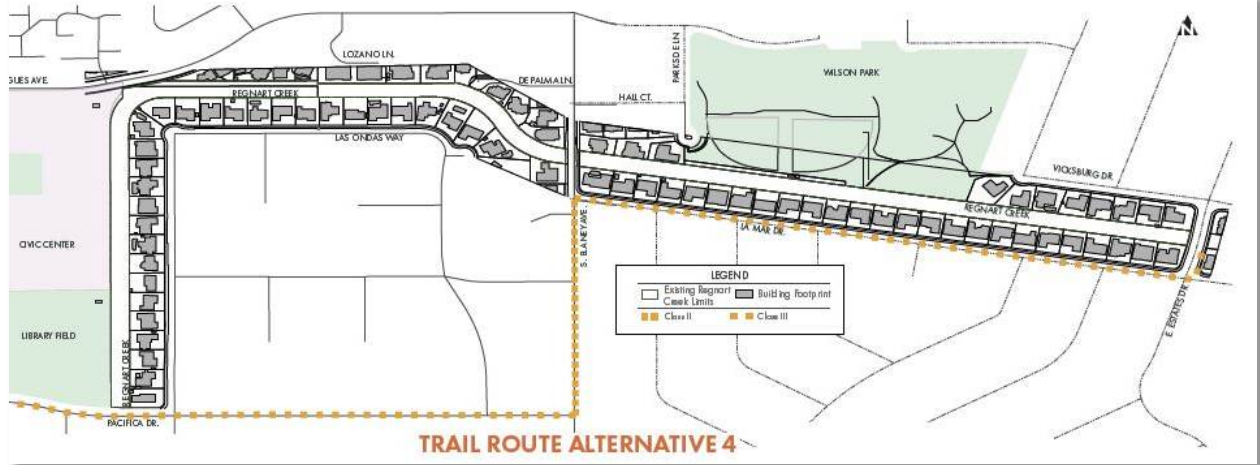 N
LOZANO LN.
PARKSIDE LN
GUES AVE.
DE PALMA LN.
WILSON PARK
REGNART CREEK
HALL CT.
LAS ONDAS WAY
VICKSBURG DR.
REGNART CREEK
CIVIC CENTER
S. BLANEY AVE.
LA MAR DR.
LEGEND
Existing Regnart
Creek Limits
Building Footprint
Class II
Class III
E. ESTATES DR.
LIBRARY FIELD
REGNART CREEK
PACIFICA DR.
TRAIL ROUTE ALTERNATIVE 4